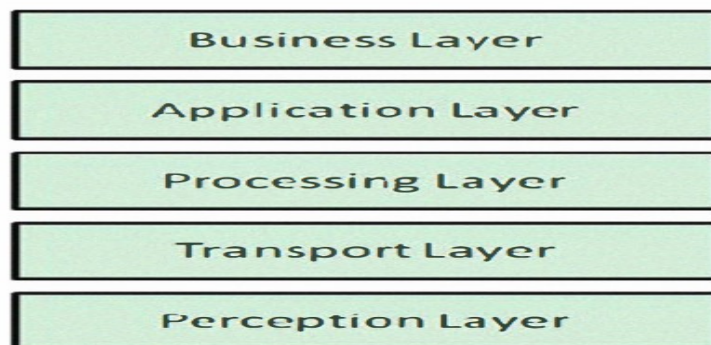 Business Layer
Application Layer
Processing Layer
Transport Layer
Perception Layer